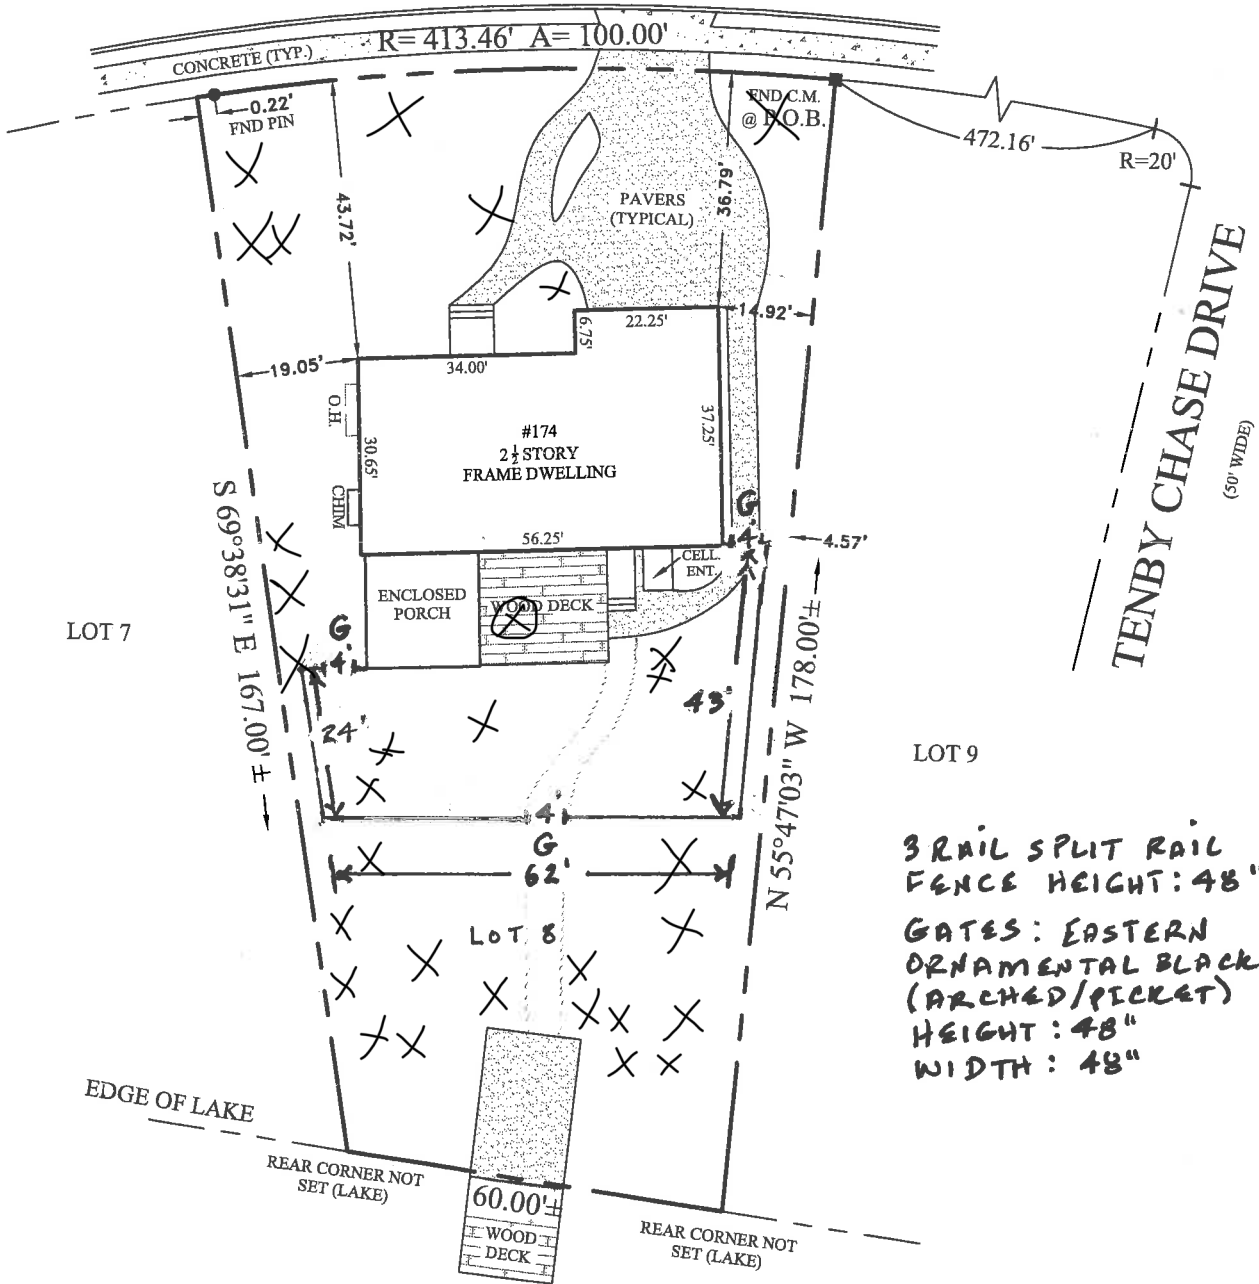 R= 413.46' A= 100.00'
CONCRETE (TYP.)
0.22'
FND PIN
FND C.M.
@ P.O.B.
472.16'
R=20'
43.72'
PAVERS
(TYPICAL)
36.79'
TENBY CHASE DRIVE
(50' WIDE)
6.75'
22.25'
14.92'
19.05'
34.00'
O.H.
30.65'
#174
2 1/2 STORY
FRAME DWELLING
37.25'
CHIM
G
4'
4.57'
56.25'
CELL.
ENT.
ENCLOSED
PORCH
WOOD DECK
S 69°38'31" E 167.00' ±
LOT 7
G
4'
24'
43'
N 55°47'03" W 178.00'±
LOT 9
4'
G
62'
3 RAIL SPLIT RAIL
FENCE HEIGHT: 48"
GATES: EASTERN
ORNAMENTAL BLACK
(ARCHED/PICKET)
HEIGHT: 48"
WIDTH: 48"
LOT 8
EDGE OF LAKE
REAR CORNER NOT
SET (LAKE)
60.00'±
WOOD
DECK
REAR CORNER NOT
SET (LAKE)